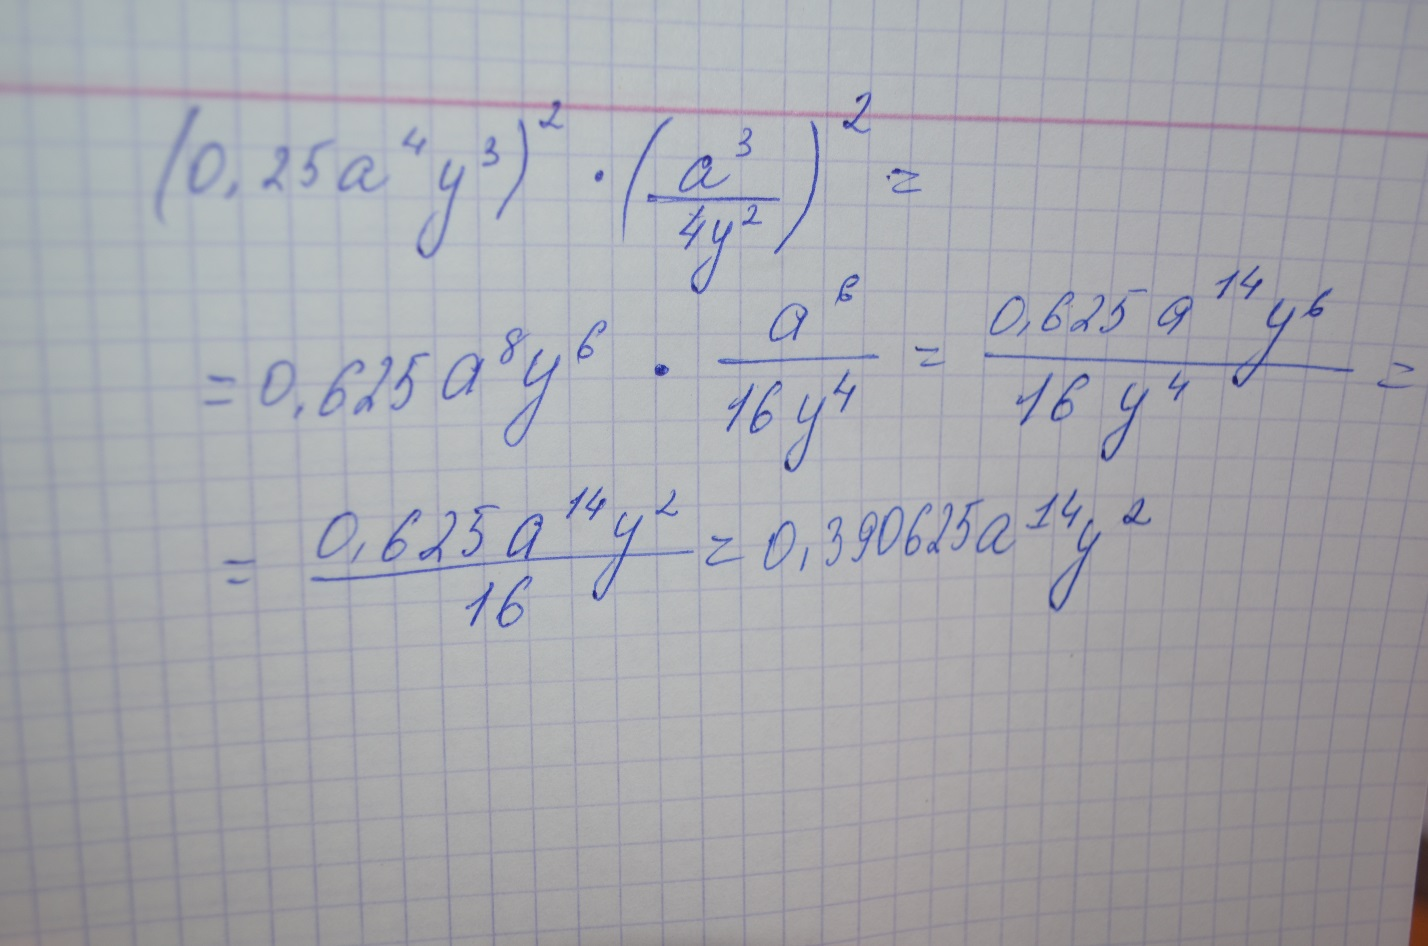 (0,25a⁴y³)² · (a³/4y²)² =
= 0,625a⁸y⁶ · a⁶/16y⁴ = 0,625a¹⁴y⁶/16y⁴ =
= 0,625a¹⁴y²/16 = 0,390625a¹⁴y²